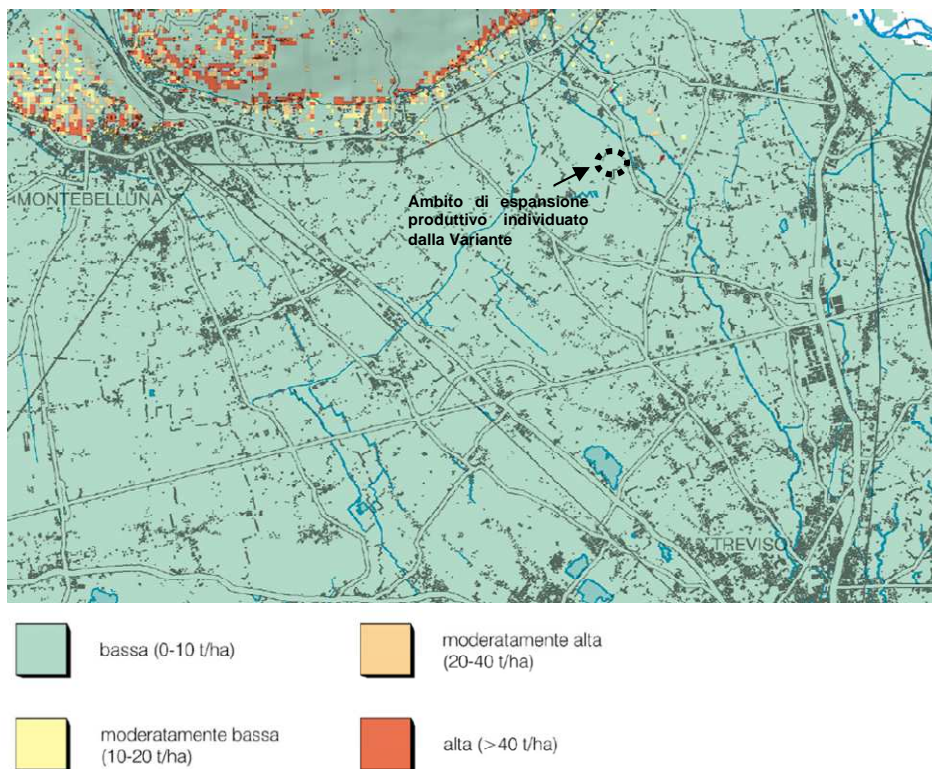 MONTEBELLUNA
Ambito di espansione
produttivo individuato
dalla Variante
TREVISO
bassa (0-10 t/ha)
moderatamente alta
(20-40 t/ha)
moderatamente bassa
(10-20 t/ha)
alta (>40 t/ha)